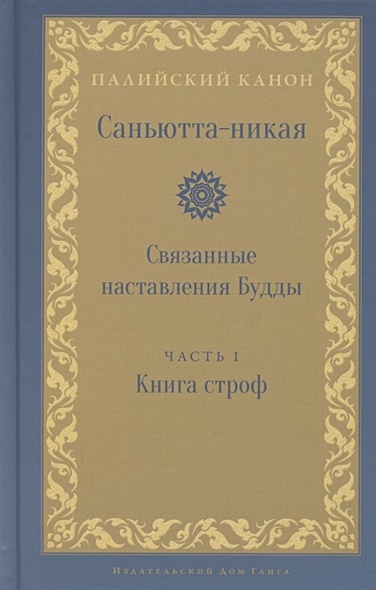 ПАЛИЙСКИЙ КАНОН
Саньютта-никая
Связанные
наставления Будды
ЧАСТЬ I
Книга строф
Издательский Дом Ганга